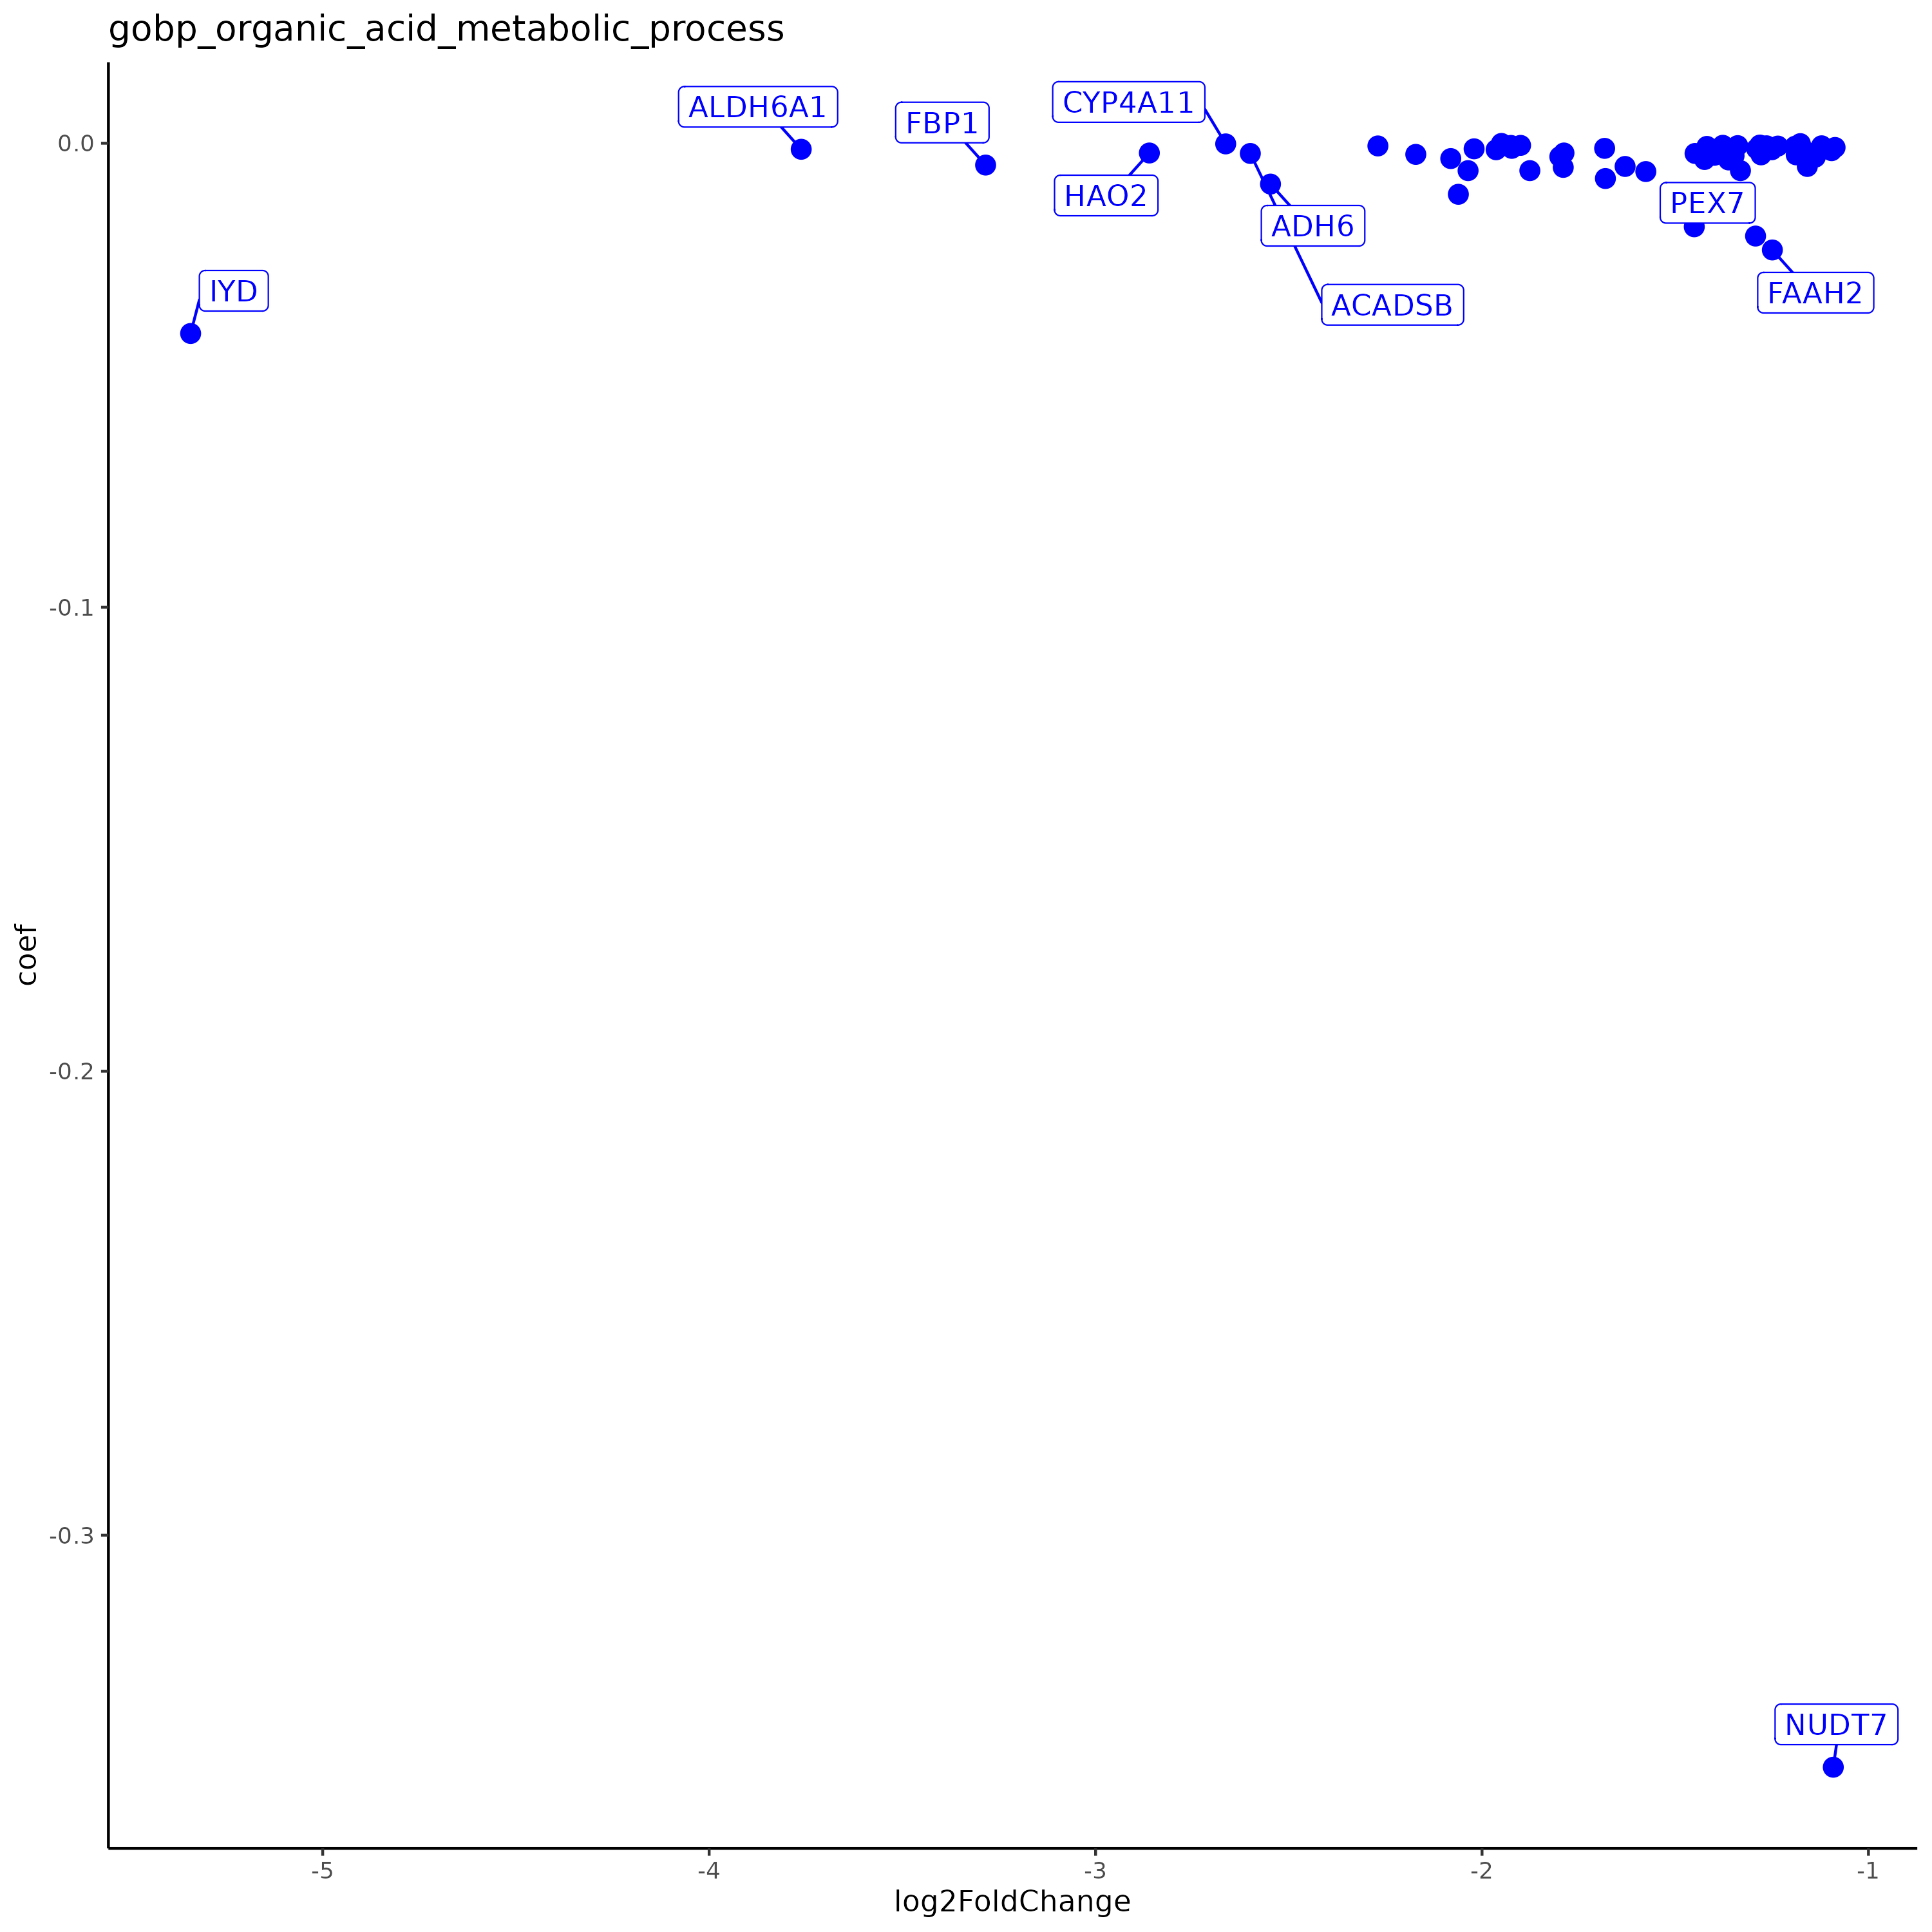 gobp_organic_acid_metabolic_process
CYP4A11
ALDH6A1
FBP1
0.0
HAO2
PEX7
ADH6
IYD
FAAH2
ACADSB
-0.1
coef
-0.2
-0.3
NUDT7
-5
-4
-3
-2
-1
log2FoldChange